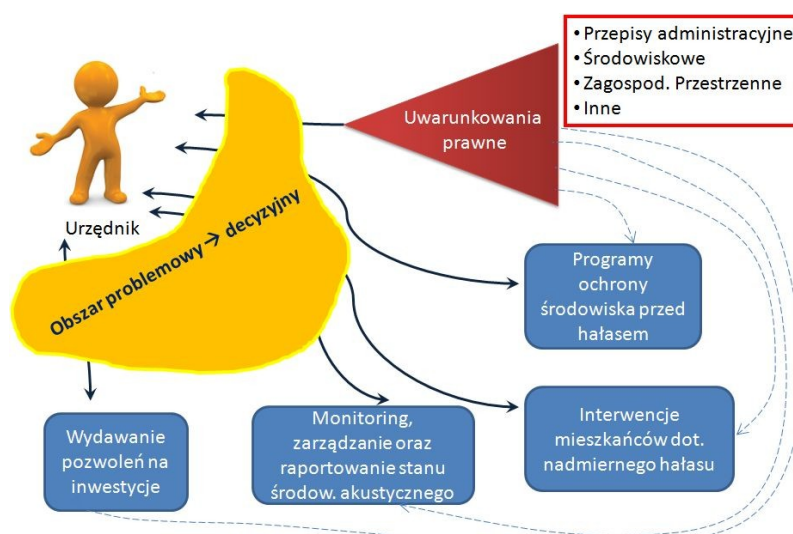 • Przepisy administracyjne
• Środowiskowe
• Zagospod. Przestrzenne
• Inne
Uwarunkowania
prawne
Urzędnik
Obszar problemowy → decyzyjny
Programy
ochrony
środowiska przed
hałasem
Wydawanie
pozwoleń na
inwestycje
Monitoring,
zarządzanie oraz
raportowanie stanu
środow. akustycznego
Interwencje
mieszkańców dot.
nadmiernego hałasu